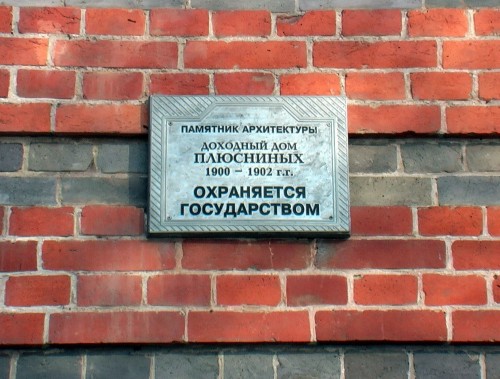 ПАМЯТНИК АРХИТЕКТУРЫ
ДОХОДНЫЙ ДОМ
ПЛЮСНИНЫХ
1900 – 1902 г.г.
ОХРАНЯЕТСЯ
ГОСУДАРСТВОМ